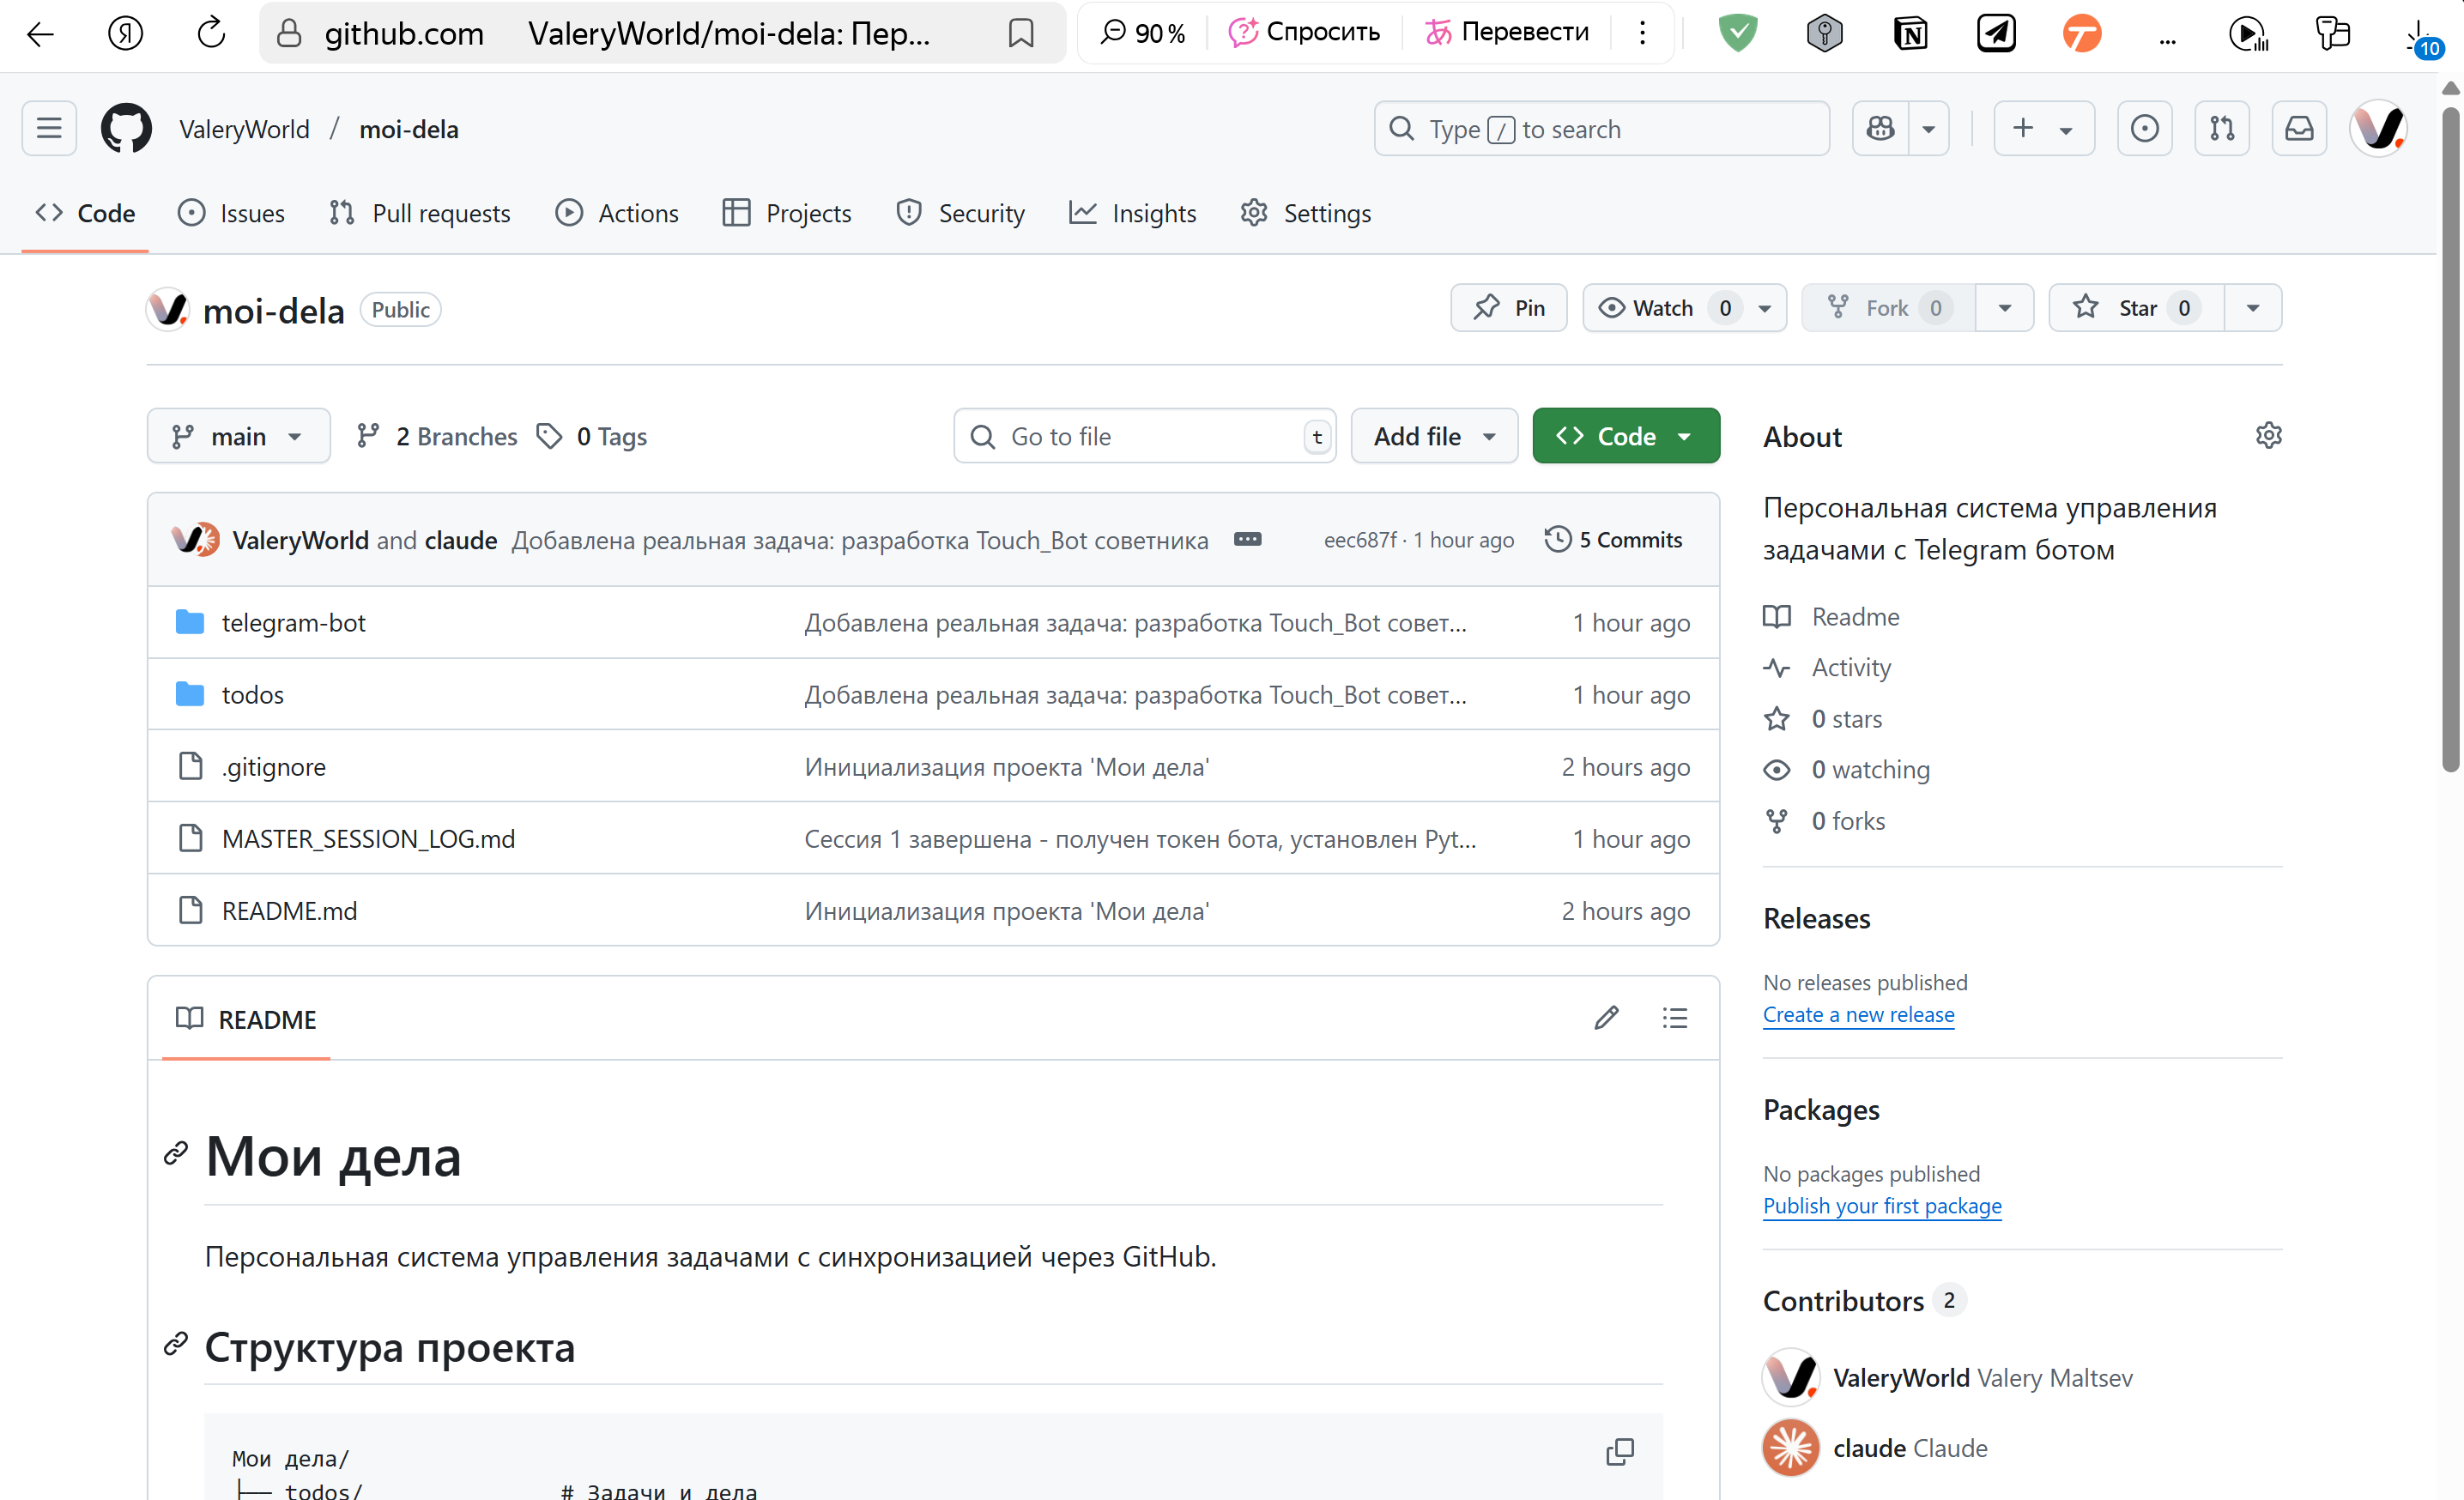 github.com ValeryWorld/moi-dela: Пер... 90 % Спросить Перевести ... 10
ValeryWorld / moi-dela Type / to search
Code Issues Pull requests Actions Projects Security Insights Settings
moi-dela Public Pin Watch 0 Fork 0 Star 0
main 2 Branches 0 Tags Go to file t Add file Code
ValeryWorld and claude Добавлена реальная задача: разработка Touch_Bot советника eec687f · 1 hour ago 5 Commits
telegram-bot Добавлена реальная задача: разработка Touch_Bot совет... 1 hour ago
todos Добавлена реальная задача: разработка Touch_Bot совет... 1 hour ago
.gitignore Инициализация проекта 'Мои дела' 2 hours ago
MASTER_SESSION_LOG.md Сессия 1 завершена - получен токен бота, установлен Pyt... 1 hour ago
README.md Инициализация проекта 'Мои дела' 2 hours ago
README
Мои дела
Персональная система управления задачами с синхронизацией через GitHub.
Структура проекта
Мои дела/
├── todos/ # Задачи и дела
About
Персональная система управления
задачами с Telegram ботом
Readme
Activity
0 stars
0 watching
0 forks
Releases
No releases published
Create a new release
Packages
No packages published
Publish your first package
Contributors 2
ValeryWorld Valery Maltsev
claude Claude